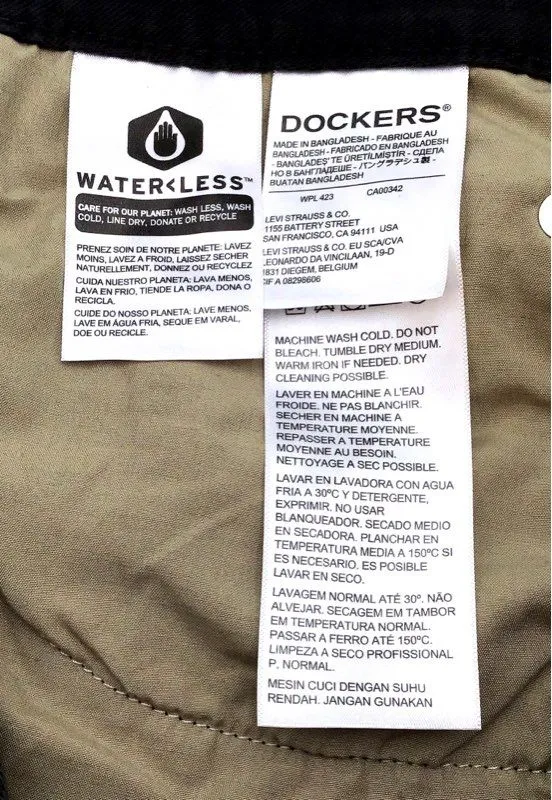 WATER<LESS™
CARE FOR OUR PLANET: WASH LESS, WASH
COLD, LINE DRY, DONATE OR RECYCLE
PRENEZ SOIN DE NOTRE PLANETE: LAVEZ
MOINS, LAVEZ A FROID, LAISSEZ SECHER
NATURELLEMENT, DONNEZ OU RECYCLEZ
CUIDA NUESTRO PLANETA: LAVA MENOS,
LAVA EN FRIO, TIENDE LA ROPA, DONA O
RECICLA.
CUIDE DO NOSSO PLANETA: LAVE MENOS,
LAVE EM ÁGUA FRIA, SEQUE EM VARAL,
DOE OU RECICLE.
DOCKERS®
MADE IN BANGLADESH - FABRIQUE AU
BANGLADESH - FABRICADO EN BANGLADESH
- BANGLADEŞ' TE ÜRETİLMİŞTİR - СДЕЛА
НО В БАНГЛАДЕШЕ - バングラデシュ製 -
BUATAN BANGLADESH
WPL 423 CA00342
LEVI STRAUSS & CO.
1155 BATTERY STREET
SAN FRANCISCO, CA 94111 USA
LEVI STRAUSS & CO. EU SCA/CVA
LEONARDO DA VINCILAAN, 19-D
1831 DIEGEM, BELGIUM
CIF A 08298606
MACHINE WASH COLD. DO NOT
BLEACH. TUMBLE DRY MEDIUM.
WARM IRON IF NEEDED. DRY
CLEANING POSSIBLE.
LAVER EN MACHINE A L'EAU
FROIDE. NE PAS BLANCHIR.
SECHER EN MACHINE A
TEMPERATURE MOYENNE.
REPASSER A TEMPERATURE
MOYENNE AU BESOIN.
NETTOYAGE A SEC POSSIBLE.
LAVAR EN LAVADORA CON AGUA
FRIA A 30ºC Y DETERGENTE,
EXPRIMIR. NO USAR
BLANQUEADOR. SECADO MEDIO
EN SECADORA. PLANCHAR EN
TEMPERATURA MEDIA A 150ºC SI
ES NECESARIO. ES POSIBLE
LAVAR EN SECO.
LAVAGEM NORMAL ATÉ 30º. NÃO
ALVEJAR. SECAGEM EM TAMBOR
EM TEMPERATURA NORMAL.
PASSAR A FERRO ATÉ 150ºC.
LIMPEZA A SECO PROFISSIONAL
P. NORMAL.
MESIN CUCI DENGAN SUHU
RENDAH. JANGAN GUNAKAN